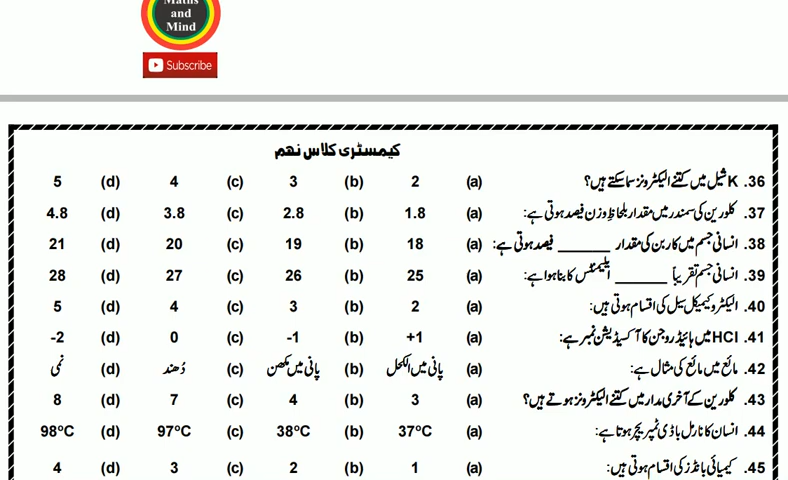 Maths
and
Mind
Subscribe
کیمسٹری کلاس نہم
36. K شیل میں کتنے الیکٹرونز سما سکتے ہیں؟ (a) 2 (b) 3 (c) 4 (d) 5
37. کلورین کی سمندر میں مقدار بلحاظِ وزن فیصد ہوتی ہے: (a) 1.8 (b) 2.8 (c) 3.8 (d) 4.8
38. انسانی جسم میں کاربن کی مقدار ______ فیصد ہوتی ہے: (a) 18 (b) 19 (c) 20 (d) 21
39. انسانی جسم تقریباً ______ ایلیمنٹس کا بنا ہوا ہے: (a) 25 (b) 26 (c) 27 (d) 28
40. الیکٹرو کیمیکل سیل کی اقسام ہوتی ہیں: (a) 2 (b) 3 (c) 4 (d) 5
41. HCl میں ہائیڈروجن کا آکسیڈیشن نمبر ہے: (a) +1 (b) -1 (c) 0 (d) -2
42. مائع میں مائع کی مثال ہے: (a) پانی میں الکحل (b) پانی میں مکھن (c) دُھند (d) نمی
43. کلورین کے آخری مدار میں کتنے الیکٹرونز ہوتے ہیں؟ (a) 3 (b) 4 (c) 7 (d) 8
44. انسان کا نارمل باڈی ٹمپریچر ہوتا ہے: (a) 37°C (b) 38°C (c) 97°C (d) 98°C
45. کیمیائی بانڈز کی اقسام ہوتی ہیں: (a) 1 (b) 2 (c) 3 (d) 4